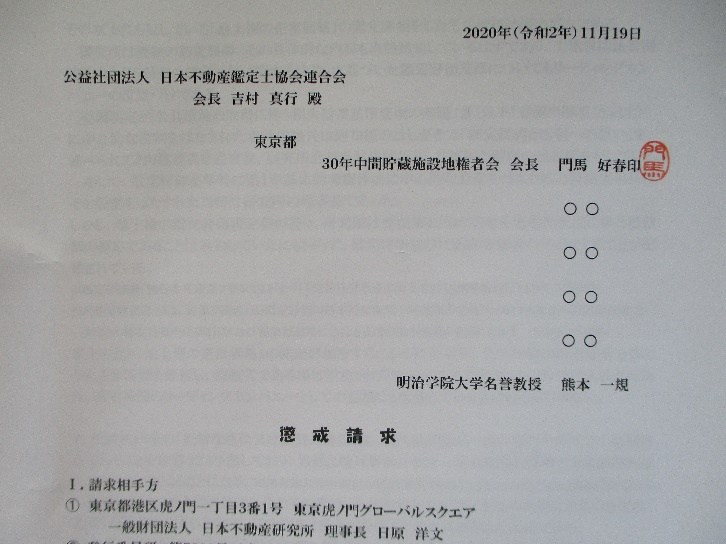 2020年(令和2年)11月19日
公益社団法人 日本不動産鑑定士協会連合会
会長 吉村 真行 殿
東京都
30年中間貯蔵施設地権者会 会長 門馬 好春印
門馬
○ ○
○ ○
○ ○
○ ○
明治学院大学名誉教授 熊本 一規
懲戒請求
Ⅰ. 請求相手方
① 東京都港区虎ノ門一丁目3番1号 東京虎ノ門グローバルスクエア
一般財団法人 日本不動産研究所 理事長 日原 洋文